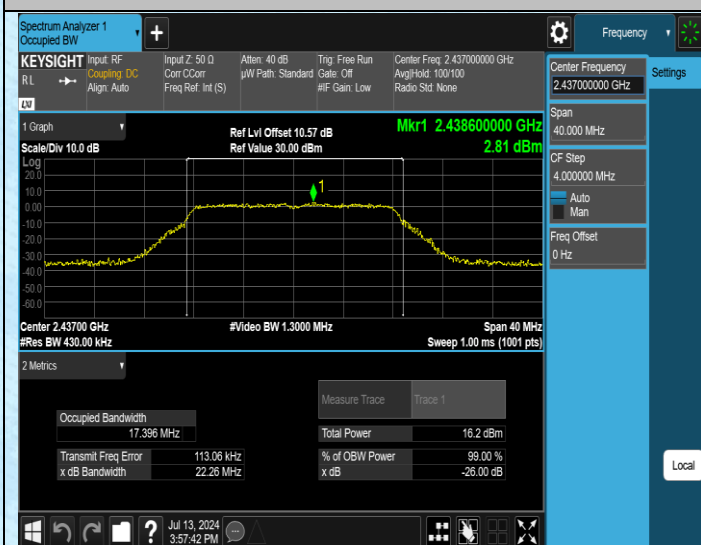 Spectrum Analyzer 1
Occupied BW
+
Frequency
KEYSIGHT
RL
LXI
Input: RF
Coupling: DC
Align: Auto
Input Z: 50 Ω
Corr CCorr
Freq Ref: Int (S)
Atten: 40 dB
µW Path: Standard
Trig: Free Run
Gate: Off
#IF Gain: Low
Center Freq: 2.437000000 GHz
Avg|Hold: 100/100
Radio Std: None
Center Frequency
2.437000000 GHz
Settings
Span
40.000 MHz
CF Step
4.000000 MHz
Auto
Man
Freq Offset
0 Hz
Local
1 Graph
Scale/Div 10.0 dB
Ref Lvl Offset 10.57 dB
Ref Value 30.00 dBm
Mkr1 2.438600000 GHz
2.81 dBm
Log
20.0
10.0
0.00
-10.0
-20.0
-30.0
-40.0
-50.0
-60.0
1
Center 2.43700 GHz
#Res BW 430.00 kHz
#Video BW 1.3000 MHz
Span 40 MHz
Sweep 1.00 ms (1001 pts)
2 Metrics
Measure Trace Trace 1
Occupied Bandwidth
17.396 MHz
Total Power 16.2 dBm
Transmit Freq Error 113.06 kHz
x dB Bandwidth 22.26 MHz
% of OBW Power 99.00 %
x dB -26.00 dB
?
Jul 13, 2024
3:57:42 PM